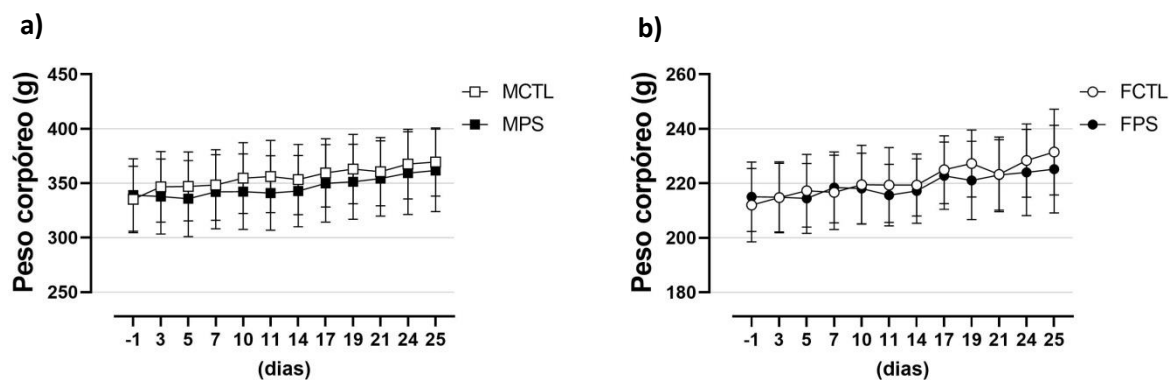 a)
450
400
350
300
250
Peso corpóreo (g)
-1 3 5 7 10 11 14 17 19 21 24 25
(dias)
MCTL
MPS
b)
260
240
220
200
180
Peso corpóreo (g)
-1 3 5 7 10 11 14 17 19 21 24 25
(dias)
FCTL
FPS